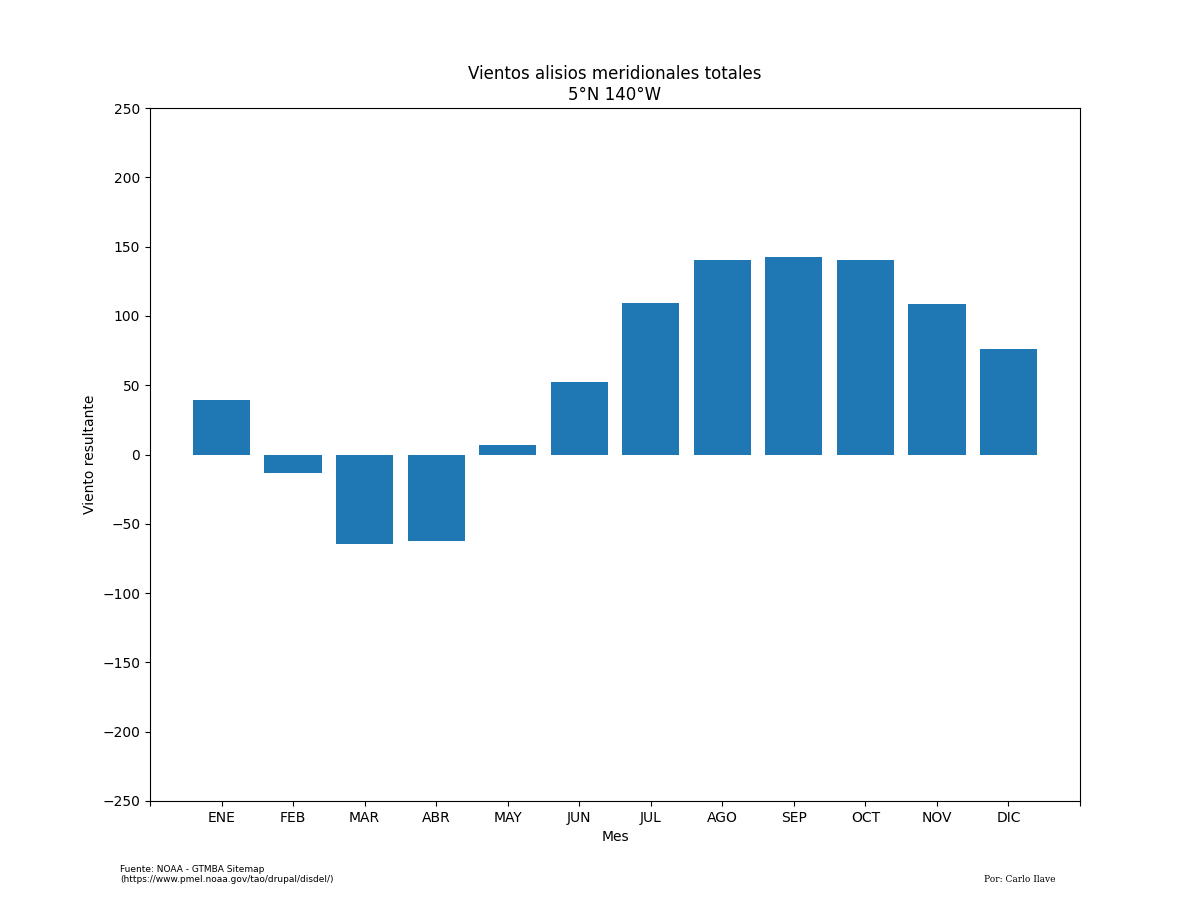 Vientos alisios meridionales totales
5°N 140°W
250
200
150
100
50
0
−50
−100
−150
−200
−250
Viento resultante
ENE FEB MAR ABR MAY JUN JUL AGO SEP OCT NOV DIC
Mes
Fuente: NOAA - GTMBA Sitemap
(https://www.pmel.noaa.gov/tao/drupal/disdel/)
Por: Carlo Ilave